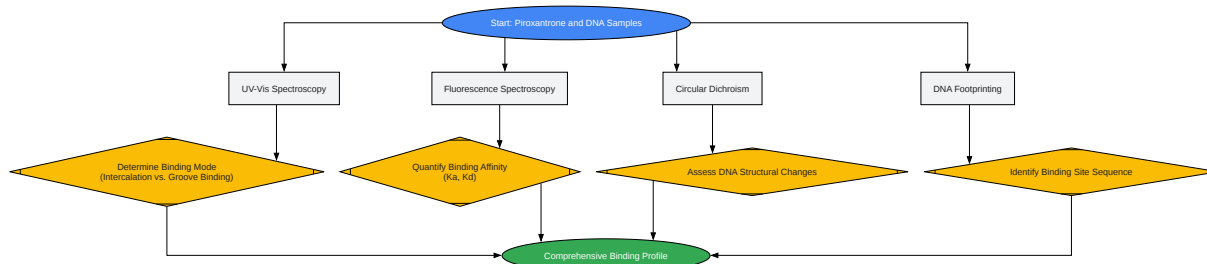 Start: Piroxantrone and DNA Samples
UV-Vis Spectroscopy
Fluorescence Spectroscopy
Circular Dichroism
DNA Footprinting
Determine Binding Mode
(Intercalation vs. Groove Binding)
Quantify Binding Affinity
(Ka, Kd)
Assess DNA Structural Changes
Identify Binding Site Sequence
Comprehensive Binding Profile